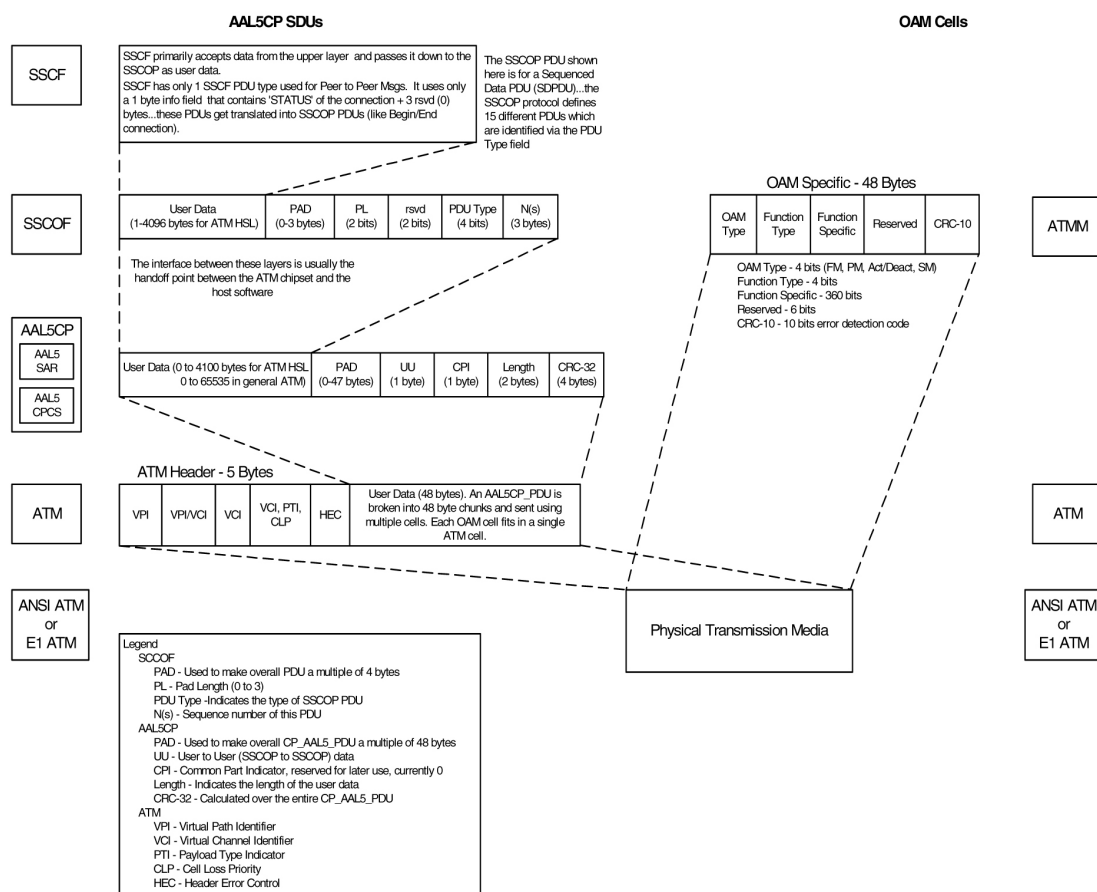 AAL5CP SDUs
OAM Cells
SSCF
SSCF primarily accepts data from the upper layer and passes it down to the
SSCOP as user data.
SSCF has only 1 SSCF PDU type used for Peer to Peer Msgs. It uses only
a 1 byte info field that contains 'STATUS' of the connection + 3 rsvd (0)
bytes...these PDUs get translated into SSCOP PDUs (like Begin/End
connection).
The SSCOP PDU shown
here is for a Sequenced
Data PDU (SDPDU)...the
SSCOP protocol defines
15 different PDUs which
are identified via the PDU
Type field
SSCOF
User Data
(1-4096 bytes for ATM HSL)
PAD
(0-3 bytes)
PL
(2 bits)
rsvd
(2 bits)
PDU Type
(4 bits)
N(s)
(3 bytes)
OAM Specific - 48 Bytes
OAM
Type
Function
Type
Function
Specific
Reserved
CRC-10
ATMM
The interface between these layers is usually the
handoff point between the ATM chipset and the
host software
OAM Type - 4 bits (FM, PM, Act/Deact, SM)
Function Type - 4 bits
Function Specific - 360 bits
Reserved - 6 bits
CRC-10 - 10 bits error detection code
AAL5CP
AAL5
SAR
AAL5
CPCS
User Data (0 to 4100 bytes for ATM HSL
0 to 65535 in general ATM)
PAD
(0-47 bytes)
UU
(1 byte)
CPI
(1 byte)
Length
(2 bytes)
CRC-32
(4 bytes)
ATM Header - 5 Bytes
ATM
VPI
VPI/VCI
VCI
VCI, PTI,
CLP
HEC
User Data (48 bytes). An AAL5CP_PDU is
broken into 48 byte chunks and sent using
multiple cells. Each OAM cell fits in a single
ATM cell.
ATM
ANSI ATM
or
E1 ATM
Physical Transmission Media
ANSI ATM
or
E1 ATM
Legend
SCCOF
PAD - Used to make overall PDU a multiple of 4 bytes
PL - Pad Length (0 to 3)
PDU Type -Indicates the type of SSCOP PDU
N(s) - Sequence number of this PDU
AAL5CP
PAD - Used to make overall CP_AAL5_PDU a multiple of 48 bytes
UU - User to User (SSCOP to SSCOP) data
CPI - Common Part Indicator, reserved for later use, currently 0
Length - Indicates the length of the user data
CRC-32 - Calculated over the entire CP_AAL5_PDU
ATM
VPI - Virtual Path Identifier
VCI - Virtual Channel Identifier
PTI - Payload Type Indicator
CLP - Cell Loss Priority
HEC - Header Error Control